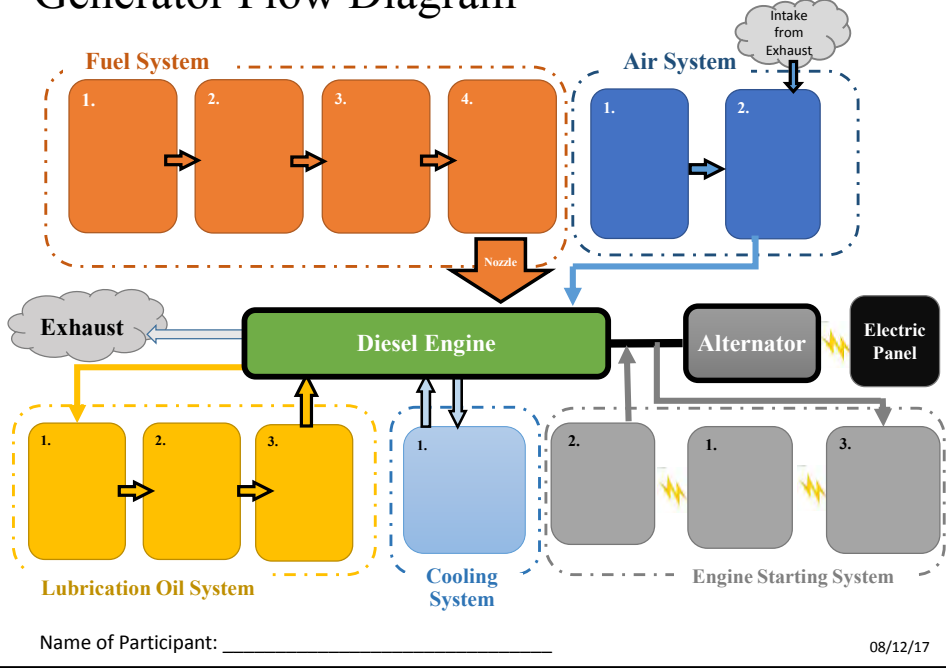 Generator Flow Diagram
Intake
from
Exhaust
Fuel System
Air System
1.
2.
3.
4.
1.
2.
Nozzle
Exhaust
Diesel Engine
Alternator
Electric
Panel
1.
2.
3.
1.
2.
1.
3.
Lubrication Oil System
Cooling
System
Engine Starting System
Name of Participant: _______________________________
08/12/17